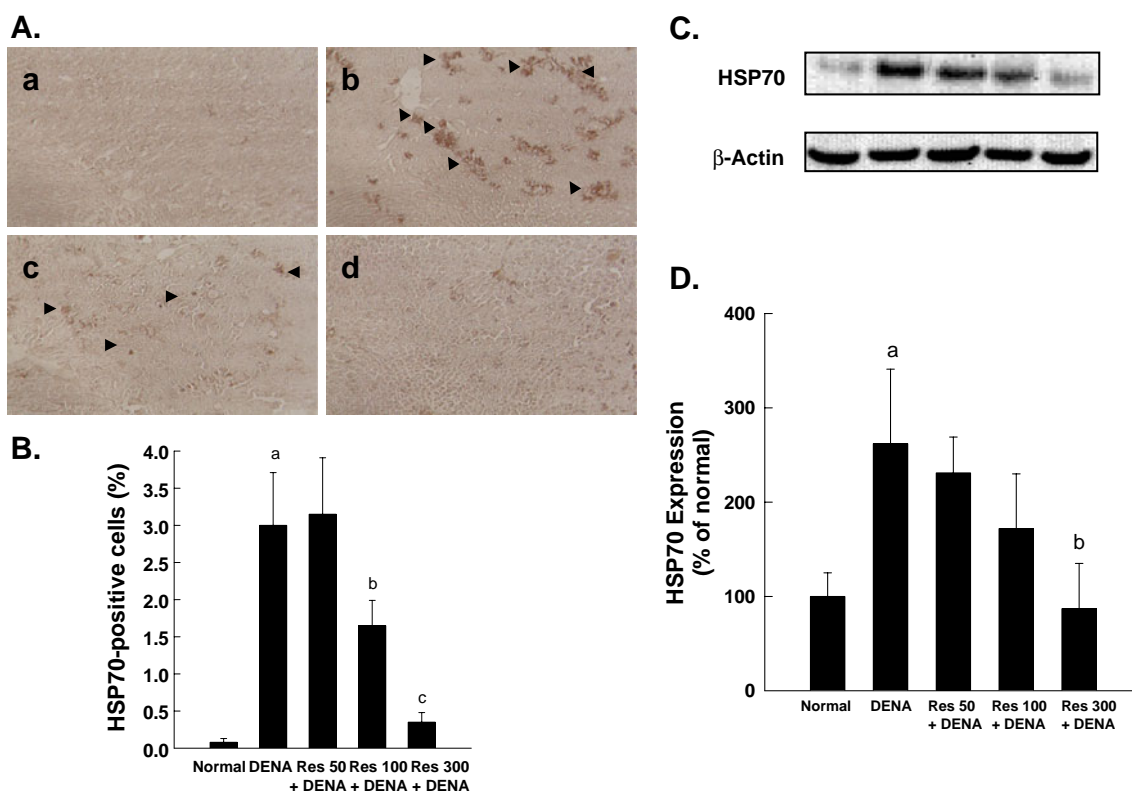 A.
a
b
c
d
B.
HSP70-positive cells (%)
4.0
3.5
3.0
2.5
2.0
1.5
1.0
0.5
0.0
a
b
c
Normal DENA Res 50 Res 100 Res 300
+ DENA + DENA + DENA
C.
HSP70
β-Actin
D.
HSP70 Expression
(% of normal)
400
300
200
100
0
a
b
Normal DENA Res 50 Res 100 Res 300
+ DENA + DENA + DENA